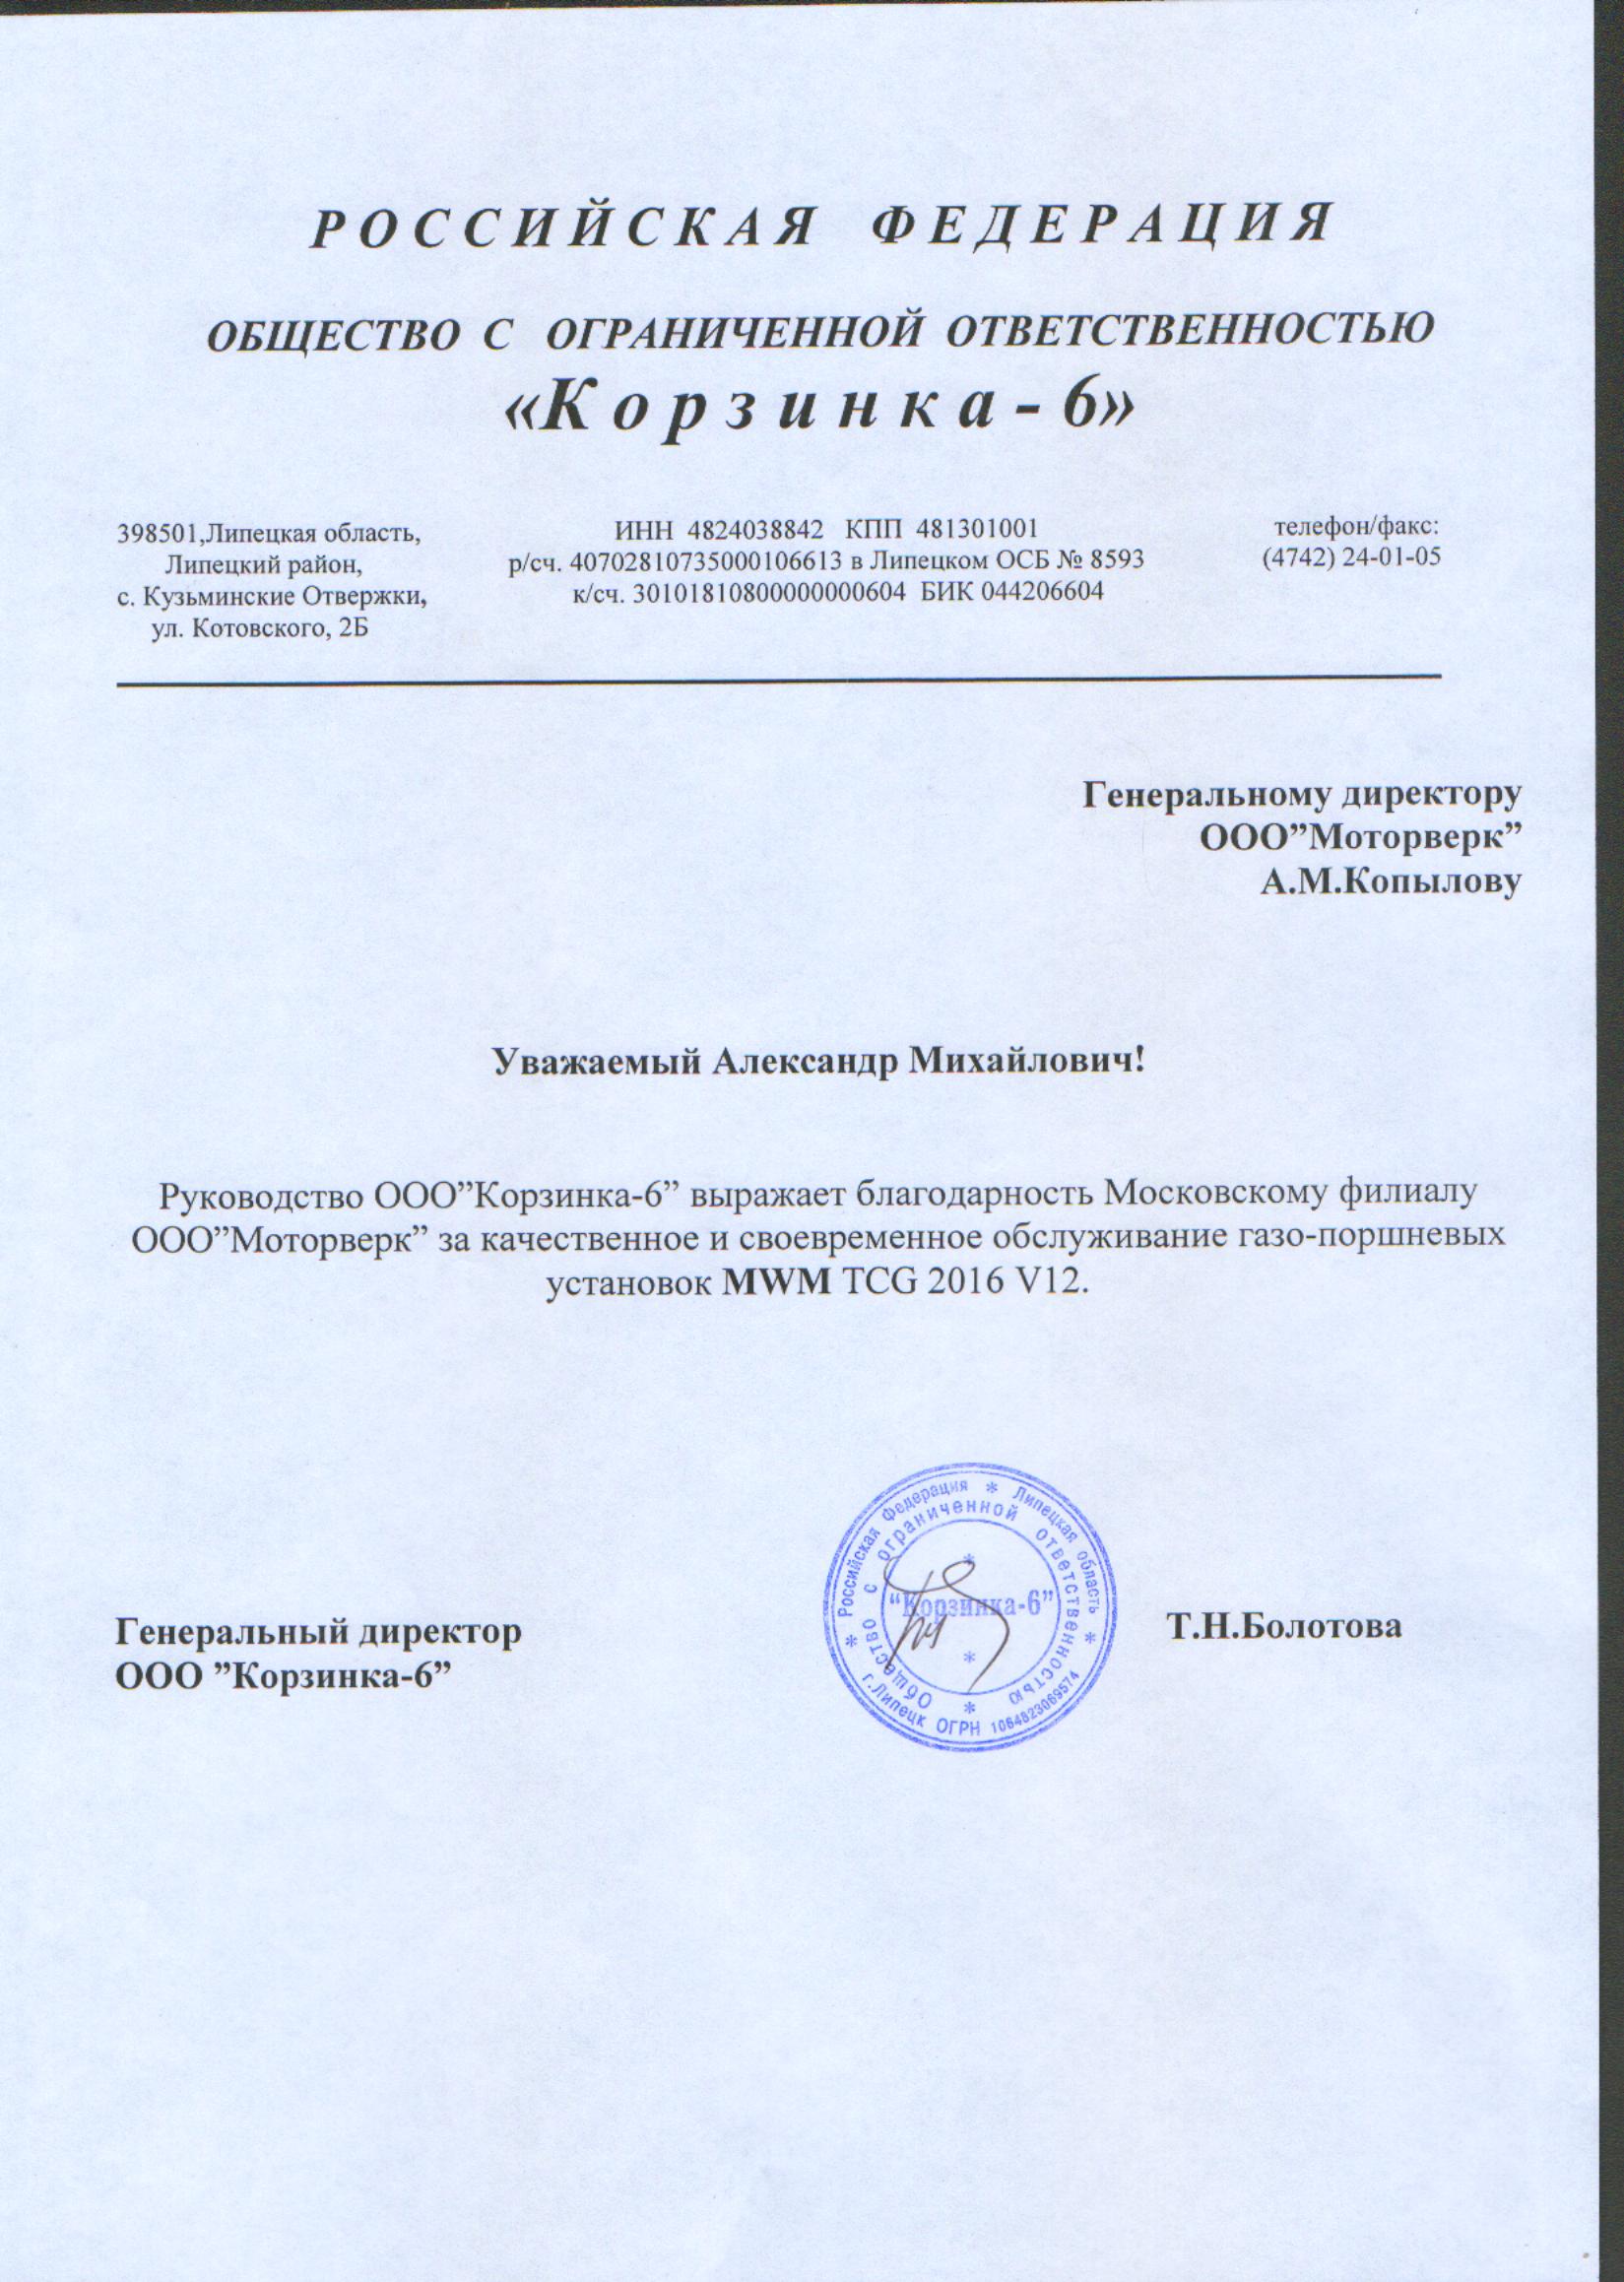 РОССИЙСКАЯ ФЕДЕРАЦИЯ
ОБЩЕСТВО С ОГРАНИЧЕННОЙ ОТВЕТСТВЕННОСТЬЮ
«Корзинка-6»
398501,Липецкая область,
Липецкий район,
с. Кузьминские Отвержки,
ул. Котовского, 2Б
ИНН 4824038842 КПП 481301001
р/сч. 40702810735000106613 в Липецком ОСБ № 8593
к/сч. 30101810800000000604 БИК 044206604
телефон/факс:
(4742) 24-01-05
Генеральному директору
ООО”Моторверк”
А.М.Копылову
Уважаемый Александр Михайлович!
Руководство ООО”Корзинка-6” выражает благодарность Московскому филиалу
ООО”Моторверк” за качественное и своевременное обслуживание газо-поршневых
установок MWM TCG 2016 V12.
Генеральный директор
ООО ”Корзинка-6”
* Российская Федерация * Липецкая область *
г.Липецк ОГРН 1064823069574
Общество с ограниченной ответственностью *
“Корзинка-6”
Т.Н.Болотова